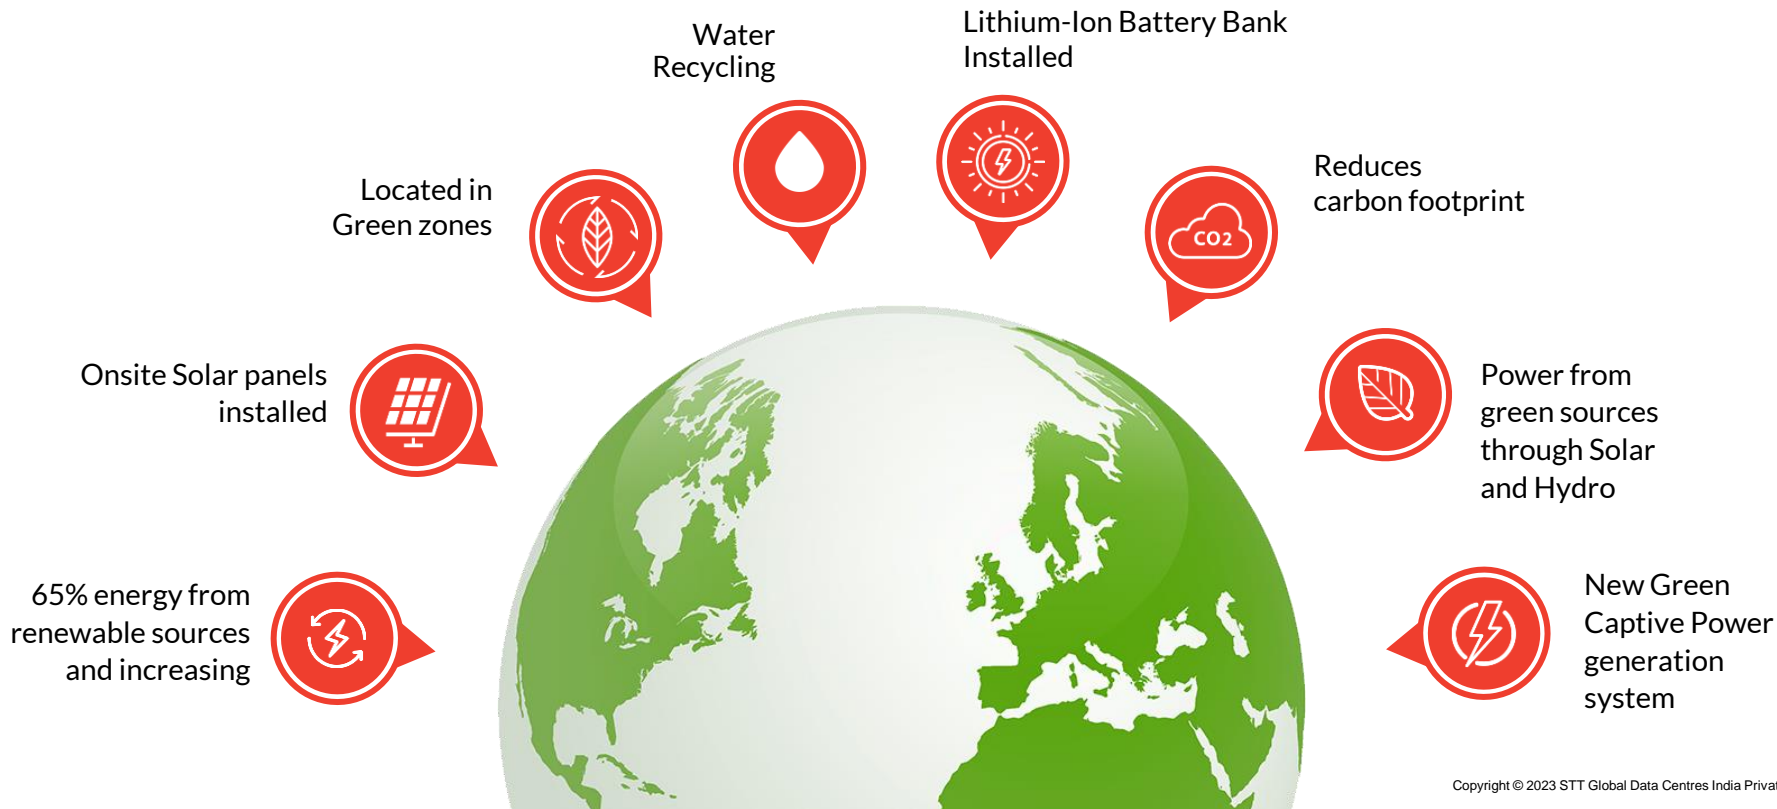 Water
Recycling
Lithium-Ion Battery Bank
Installed
Located in
Green zones
CO2
Reduces
carbon footprint
Onsite Solar panels
installed
Power from
green sources
through Solar
and Hydro
65% energy from
renewable sources
and increasing
New Green
Captive Power
generation
system
Copyright © 2023 STT Global Data Centres India Privat